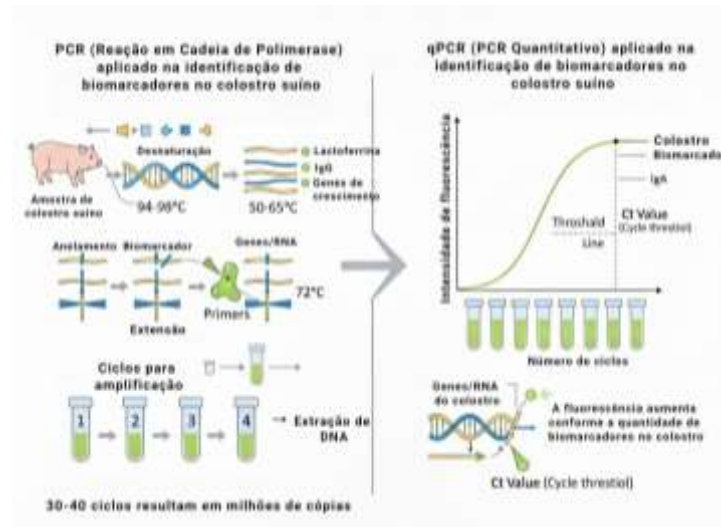 PCR (Reação em Cadeia de Polimerase)
aplicado na identificação de
biomarcadores no colostro suíno
Desnaturação
Lactoferrina
IgG
Genes de
crescimento
Amostra de
colostro suíno
94-98°C
50-65°C
Anelamento
Biomarcador
Genes/RNA
72°C
Primers
Extensão
Ciclos para
amplificação
1
2
3
4
Extração de
DNA
30-40 ciclos resultam em milhões de cópias
qPCR (PCR Quantitativo) aplicado na
identificação de biomarcadores no
colostro suíno
Intensidade de fluorescência
Colostro
Biomarcado
IgA
Threshold
Line
Ct Value
(Cycle threstiol)
Número de ciclos
Genes/RNA
do colostro
A fluorescência aumenta
conforme a quantidade de
biomarcadores no colostro
Ct Value (Cycle threstiol)